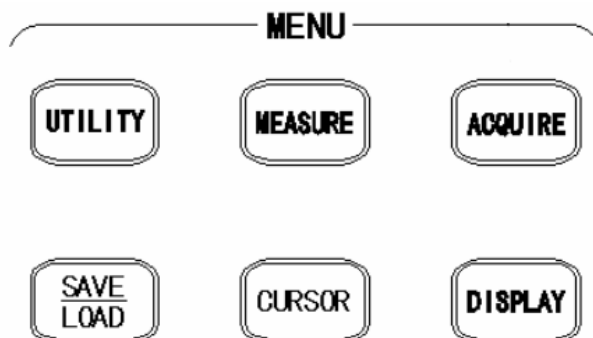 MENU
UTILITY MEASURE ACQUIRE
SAVE
LOAD
CURSOR DISPLAY